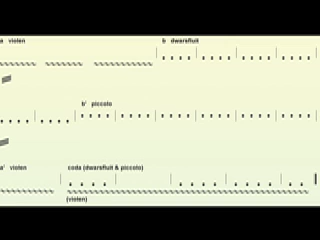 a violen b dwarsfluit
b' piccolo
a' violen coda (dwarsfluit & piccolo)
(violen)